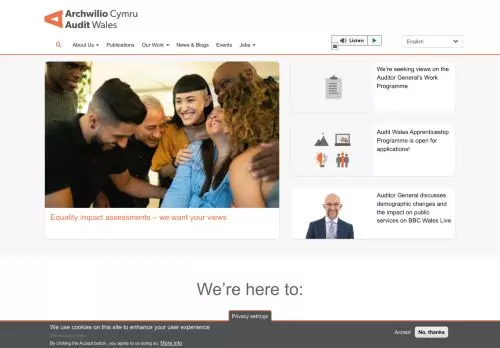 Archwilio Cymru
Audit Wales
About Us
Publications
Our Work
News & Blogs
Events
Jobs
Listen
English
Equality impact assessments – we want your views
We're seeking views on the
Auditor General's Work
Programme
Audit Wales Apprenticeship
Programme is open for
applications!
Auditor General discusses
demographic changes and
the impact on public
services on BBC Wales Live
We're here to:
Privacy settings
We use cookies on this site to enhance your user experience
By clicking the Accept button, you agree to us doing so. More info
Accept
No, thanks